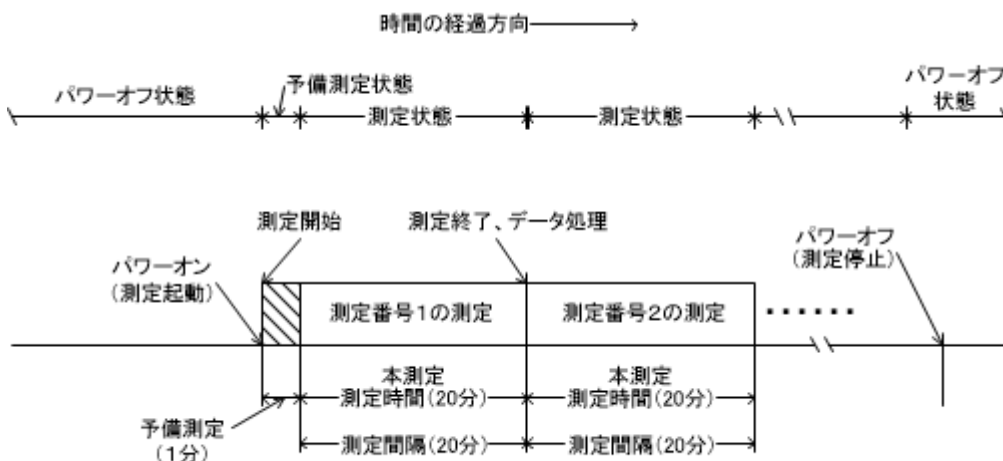 時間の経過方向
パワーオフ状態
予備測定状態
測定状態
測定状態
パワーオフ
状態
測定開始
測定終了、データ処理
パワーオン
(測定起動)
パワーオフ
(測定停止)
測定番号1の測定
測定番号2の測定
・・・・・・
本測定
測定時間(20分)
本測定
測定時間(20分)
予備測定
(1分)
測定間隔(20分)
測定間隔(20分)